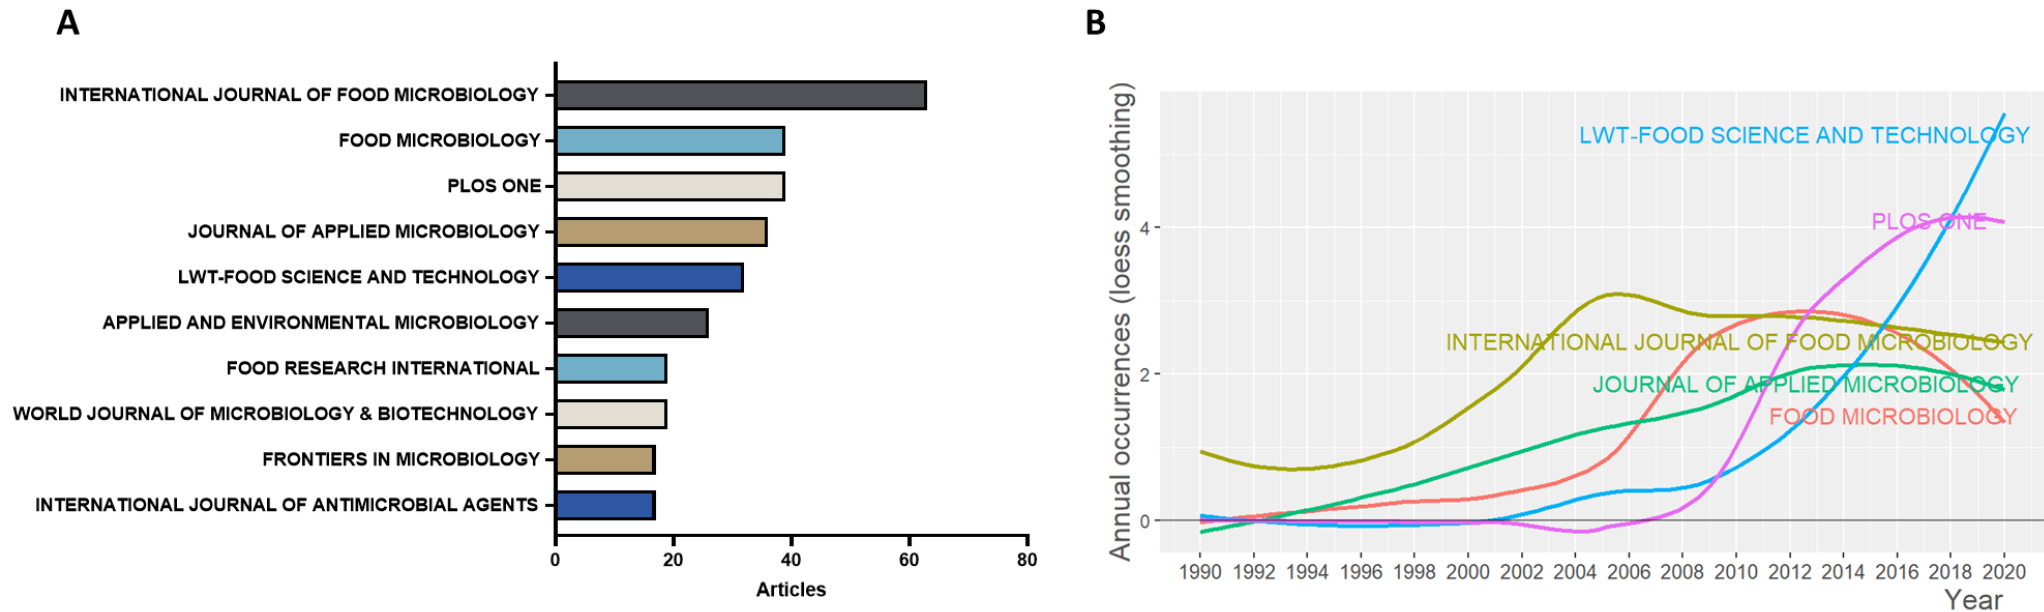 A
INTERNATIONAL JOURNAL OF FOOD MICROBIOLOGY
FOOD MICROBIOLOGY
PLOS ONE
JOURNAL OF APPLIED MICROBIOLOGY
LWT-FOOD SCIENCE AND TECHNOLOGY
APPLIED AND ENVIRONMENTAL MICROBIOLOGY
FOOD RESEARCH INTERNATIONAL
WORLD JOURNAL OF MICROBIOLOGY & BIOTECHNOLOGY
FRONTIERS IN MICROBIOLOGY
INTERNATIONAL JOURNAL OF ANTIMICROBIAL AGENTS
0 20 40 60 80
Articles
B
Annual occurrences (loess smoothing)
4
2
0
LWT-FOOD SCIENCE AND TECHNOLOGY
PLOS ONE
INTERNATIONAL JOURNAL OF FOOD MICROBIOLOGY
JOURNAL OF APPLIED MICROBIOLOGY
FOOD MICROBIOLOGY
1990 1992 1994 1996 1998 2000 2002 2004 2006 2008 2010 2012 2014 2016 2018 2020
Year